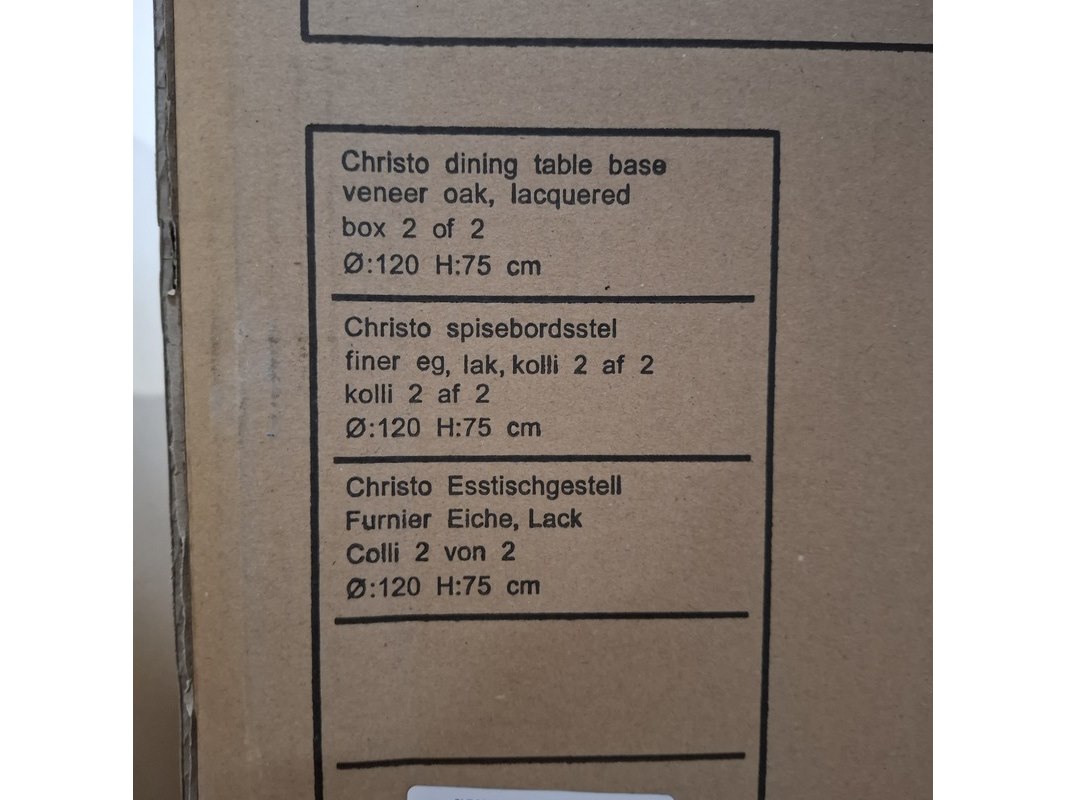 Christo dining table base
veneer oak, lacquered
box 2 of 2
Ø:120 H:75 cm
Christo spisebordsstel
finer eg, lak, kolli 2 af 2
kolli 2 af 2
Ø:120 H:75 cm
Christo Esstischgestell
Furnier Eiche, Lack
Colli 2 von 2
Ø:120 H:75 cm